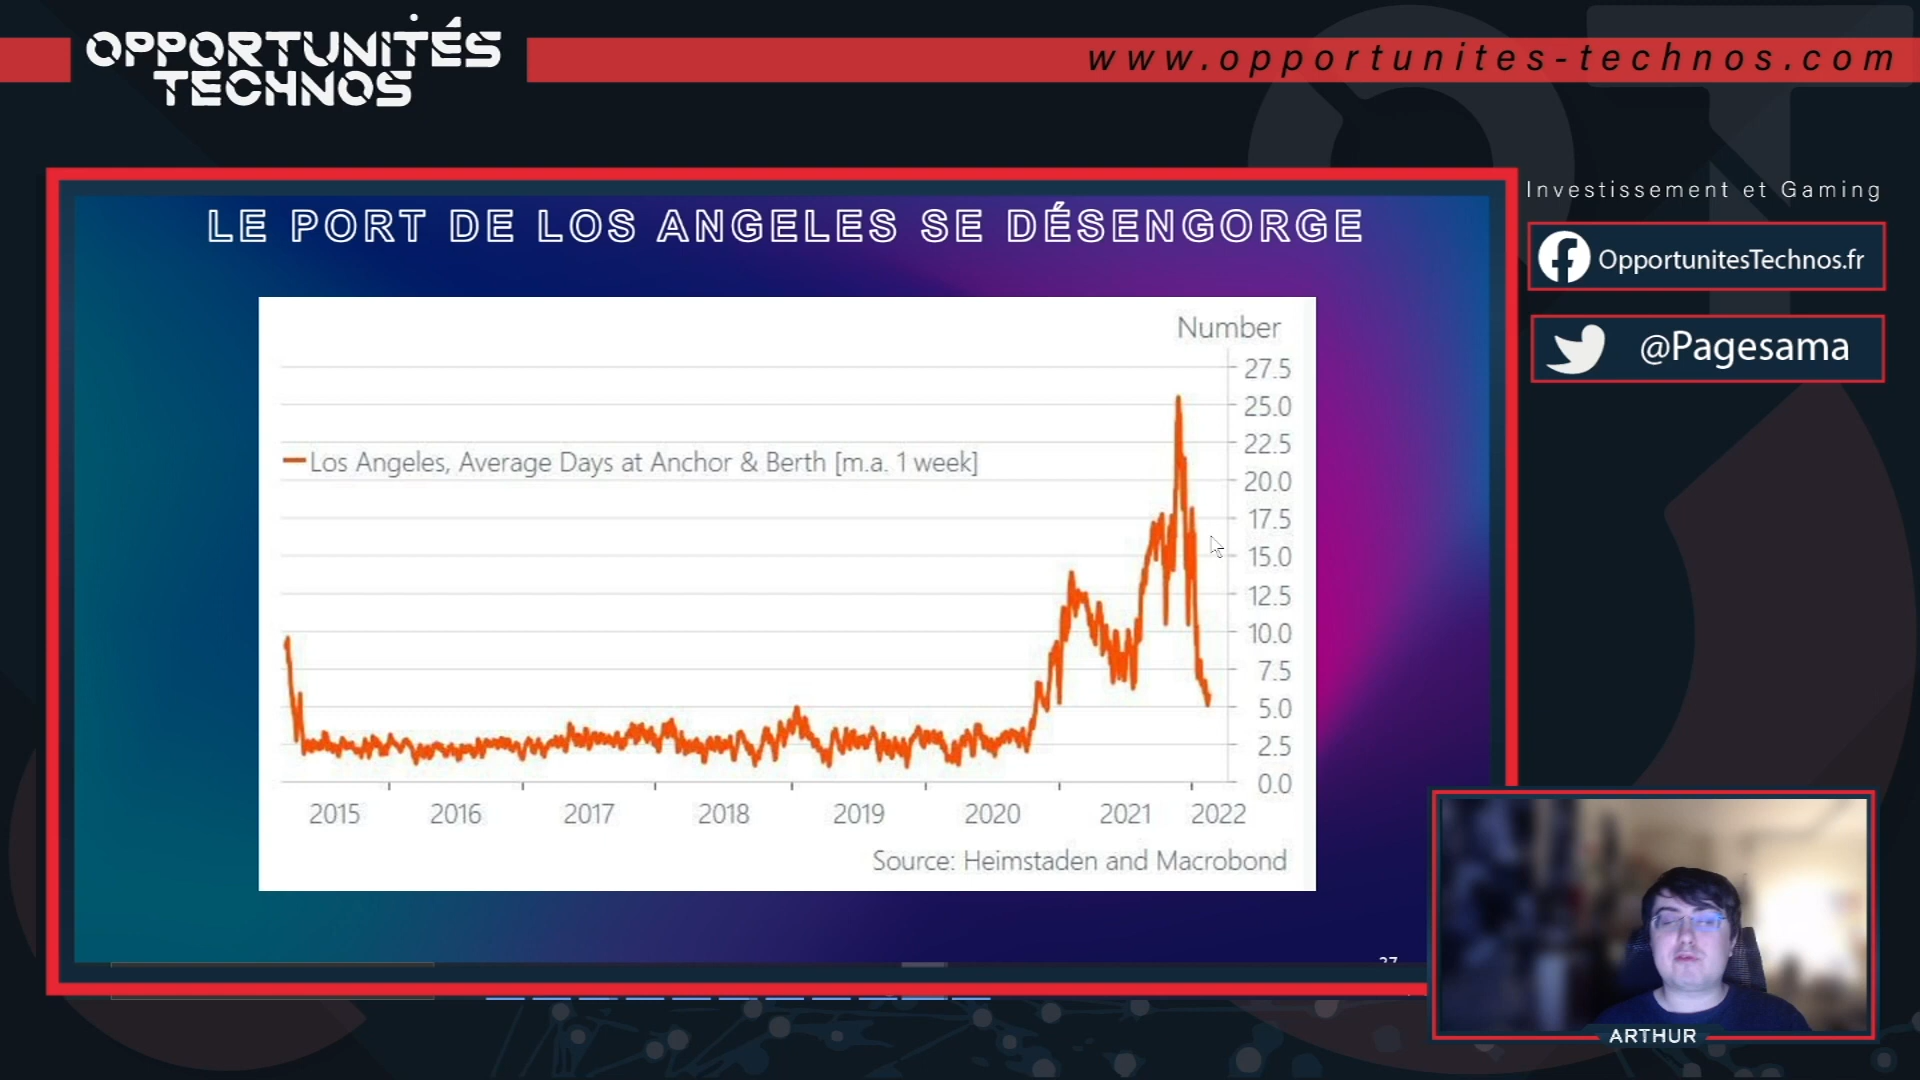 OPPORTUNITÉS
TECHNOS
www.opportunites-technos.com
Investissement et Gaming
OpportunitesTechnos.fr
@Pagesama
LE PORT DE LOS ANGELES SE DÉSENGORGE
Number
27.5
25.0
22.5
20.0
17.5
15.0
12.5
10.0
7.5
5.0
2.5
0.0
Los Angeles, Average Days at Anchor & Berth [m.a. 1 week]
2015 2016 2017 2018 2019 2020 2021 2022
Source: Heimstaden and Macrobond
ARTHUR